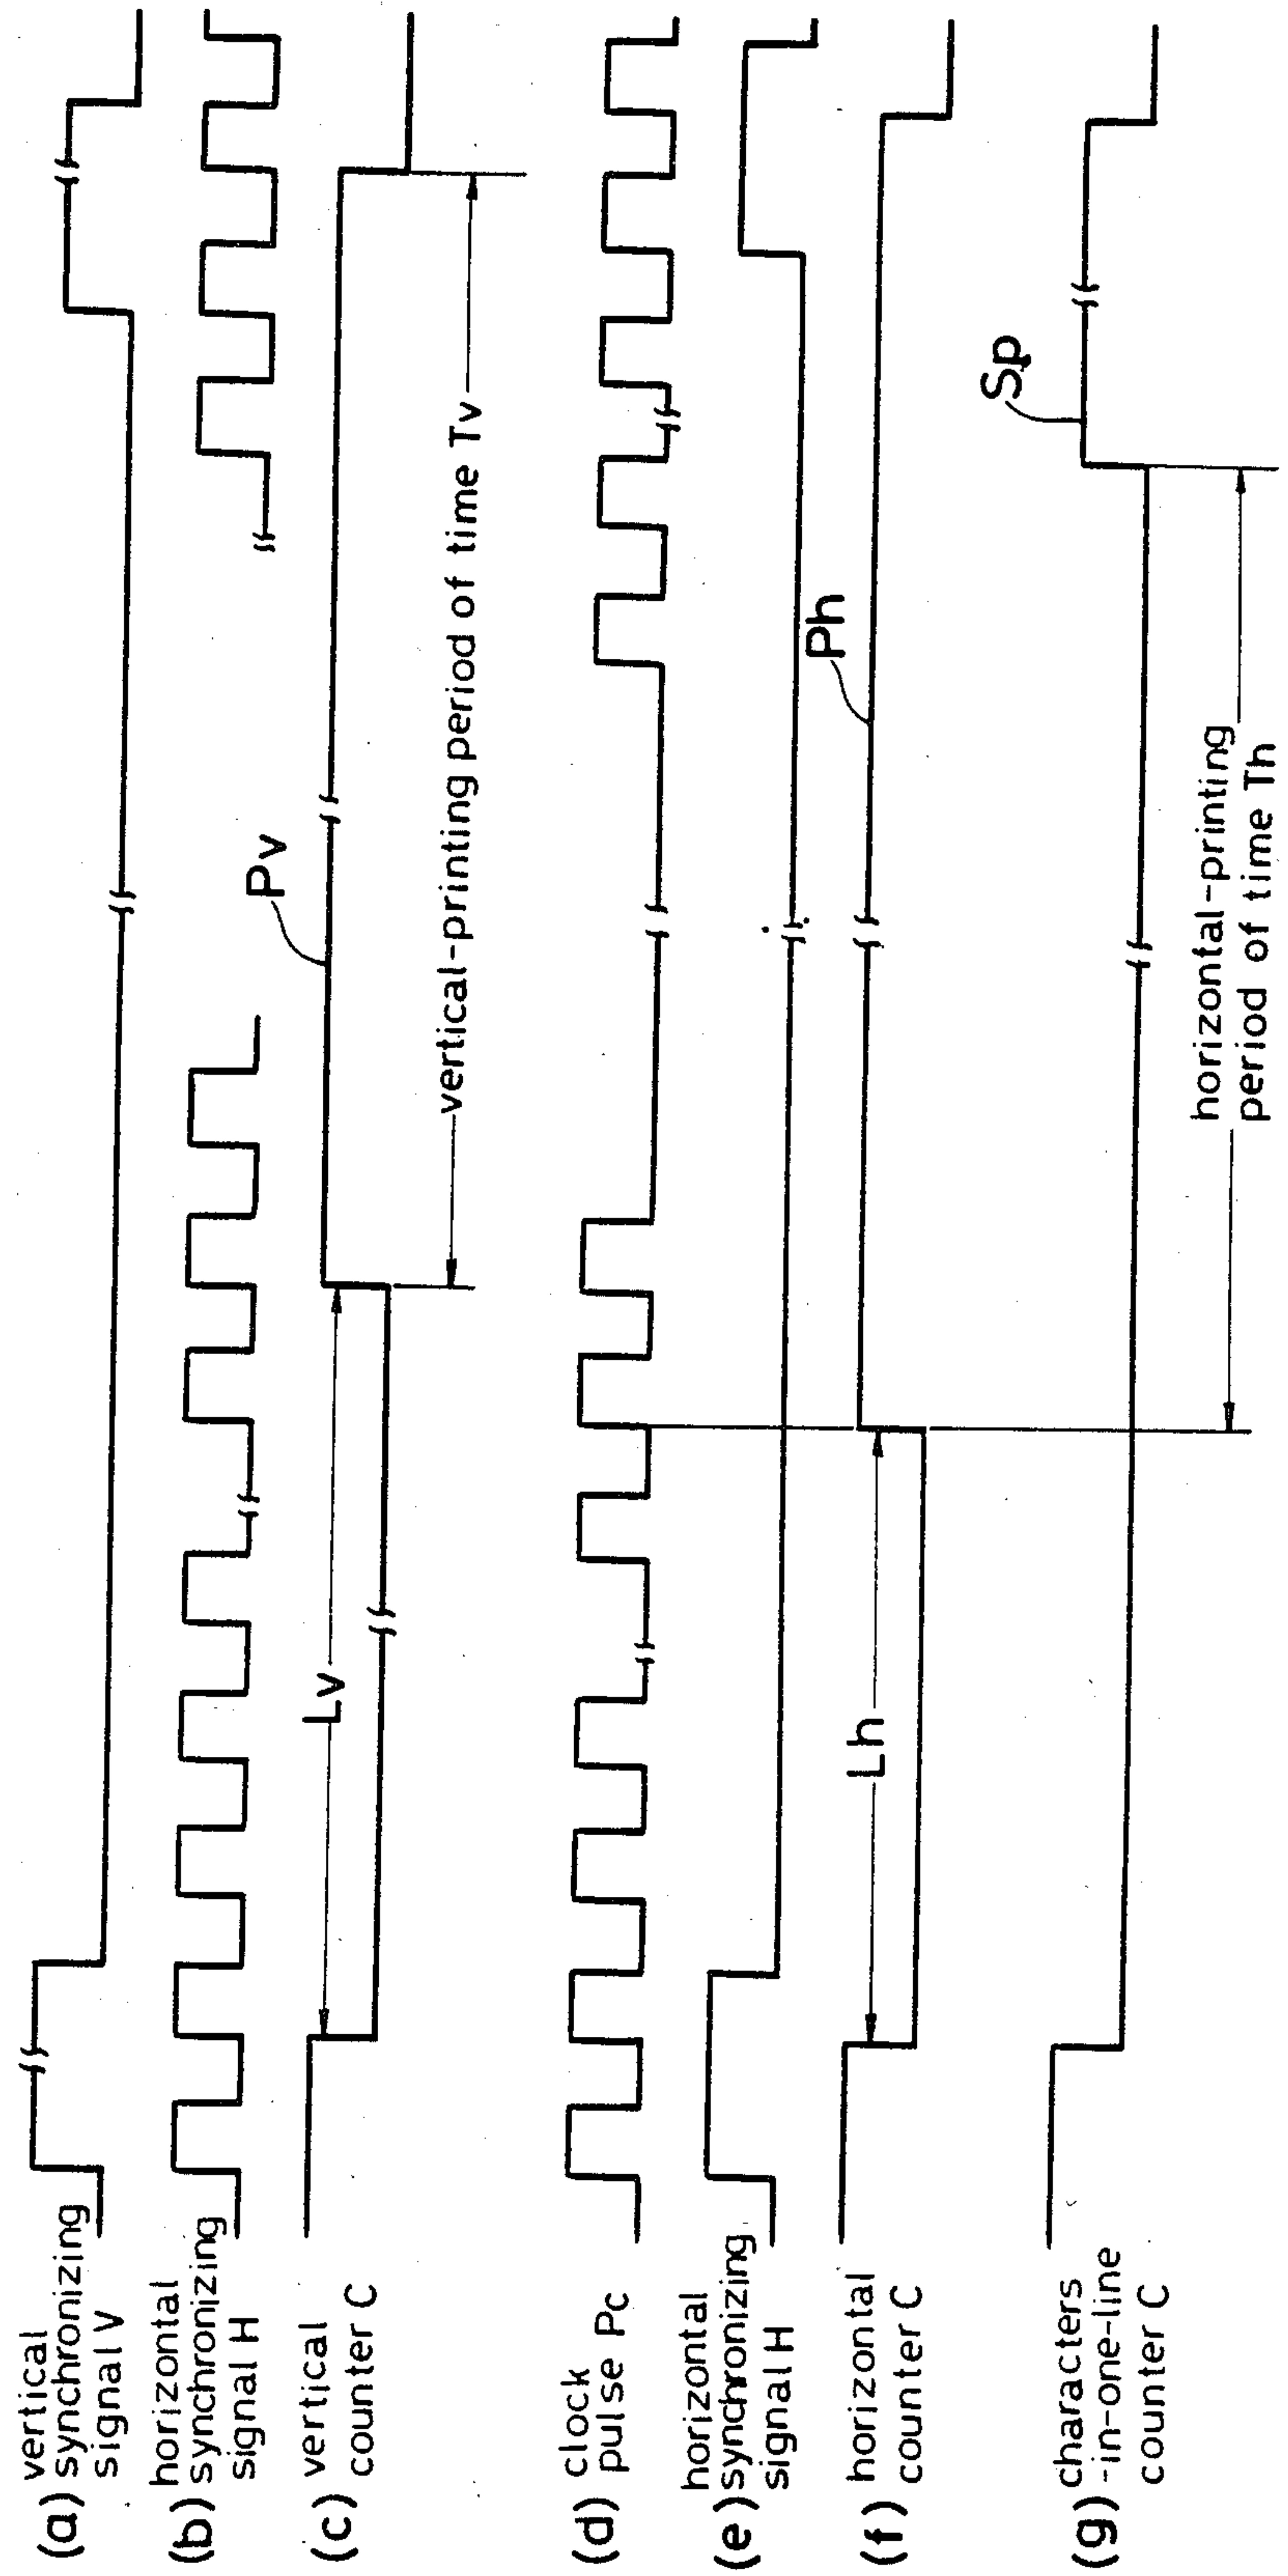 vertical
(a) synchronizing
signal V
horizontal
(b) synchronizing
signal H
(c) vertical
counter C
Lv
Pv
vertical-printing period of time Tv
(d) clock
pulse Pc
horizontal
(e) synchronizing
signal H
(f) horizontal
counter C
Lh
Ph
characters
(g) -in-one-line
counter C
Sp
horizontal-printing
period of time Th